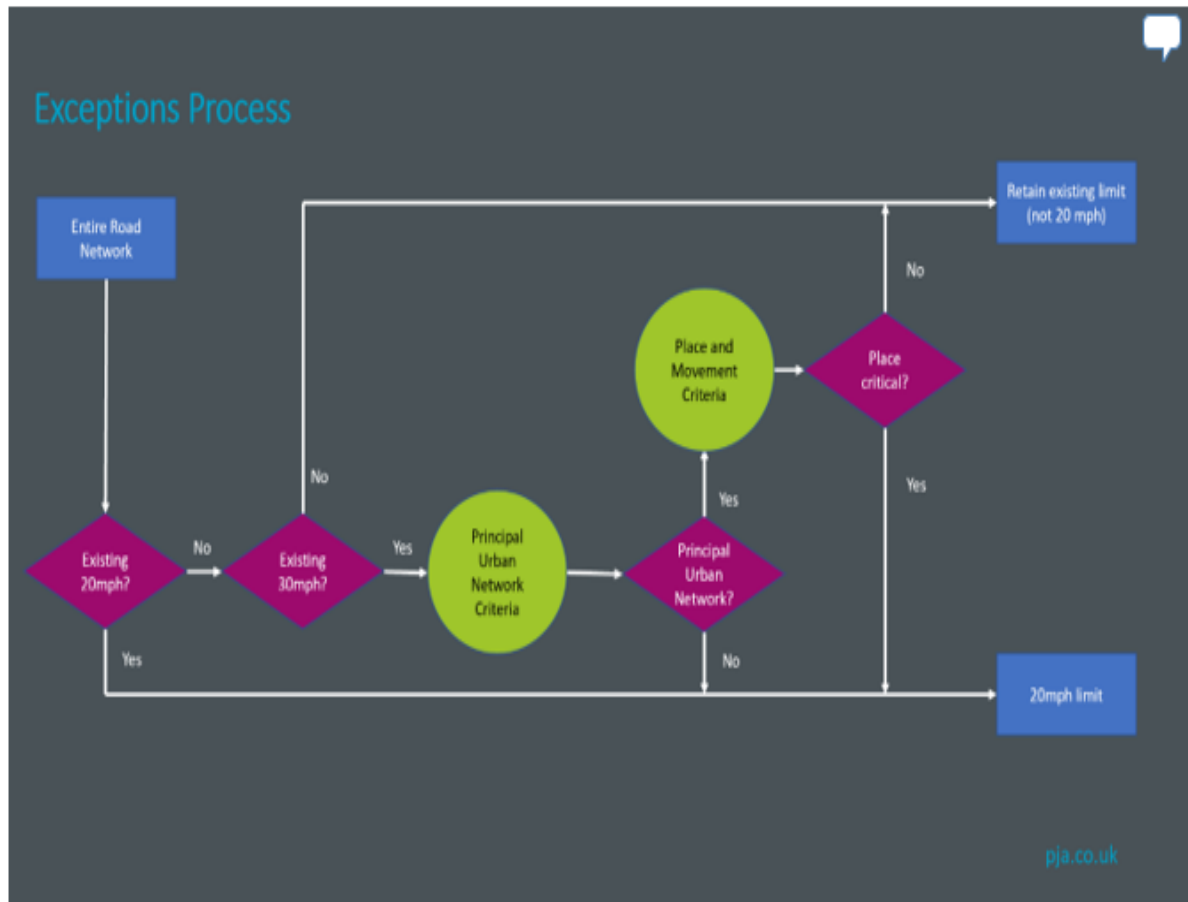 Exceptions Process
Entire Road
Network
Retain existing limit
(not 20 mph)
No
Place and
Movement
Criteria
Place
critical?
No
Yes
Yes
Existing
20mph?
No
Existing
30mph?
Yes
Principal
Urban
Network
Criteria
Principal
Urban
Network?
Yes
No
20mph limit
pja.co.uk